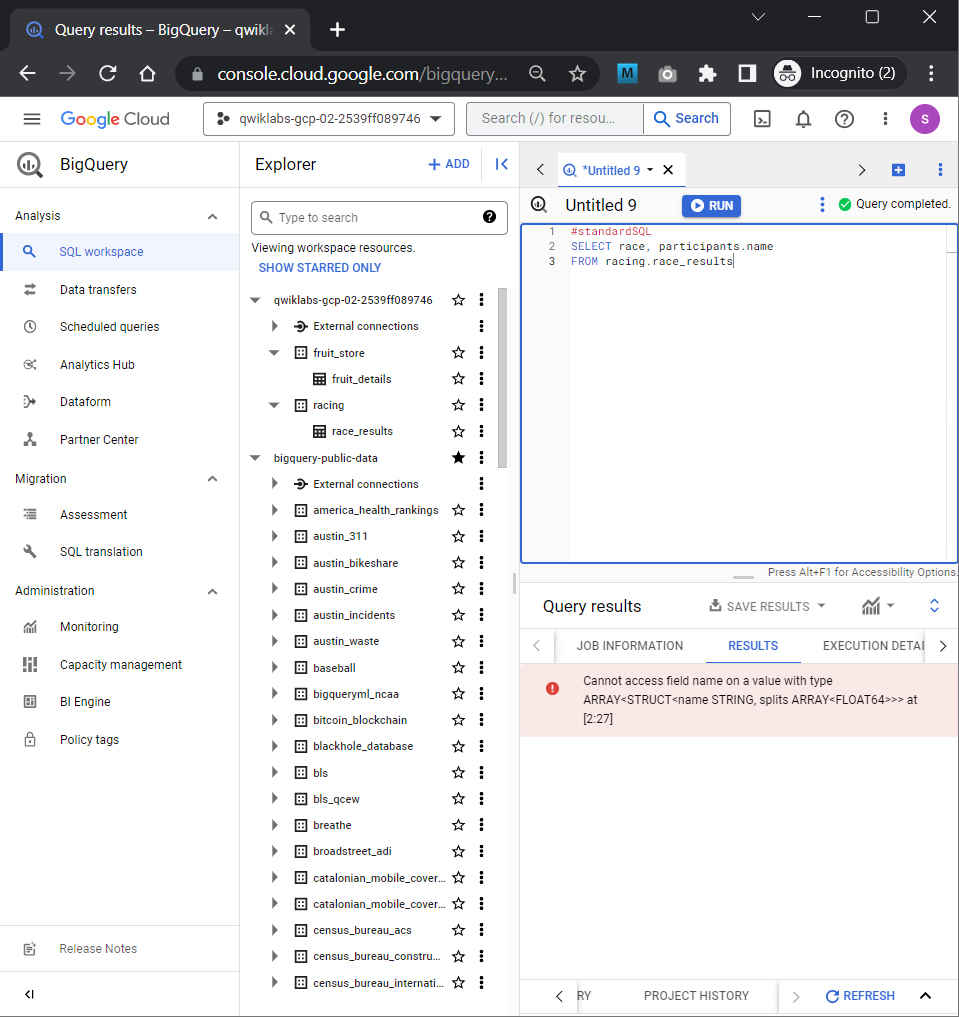 Query results – BigQuery – qwikla
console.cloud.google.com/bigquery...
M
Incognito (2)
Google Cloud
qwiklabs-gcp-02-2539ff089746
Search (/) for resou...
Search
S
BigQuery
Analysis
SQL workspace
Data transfers
Scheduled queries
Analytics Hub
Dataform
Partner Center
Migration
Assessment
SQL translation
Administration
Monitoring
Capacity management
BI Engine
Policy tags
Release Notes
Explorer
+ ADD
Type to search
Viewing workspace resources.
SHOW STARRED ONLY
qwiklabs-gcp-02-2539ff089746
External connections
fruit_store
fruit_details
racing
race_results
bigquery-public-data
External connections
america_health_rankings
austin_311
austin_bikeshare
austin_crime
austin_incidents
austin_waste
baseball
bigqueryml_ncaa
bitcoin_blockchain
blackhole_database
bls
bls_qcew
breathe
broadstreet_adi
catalonian_mobile_cover...
catalonian_mobile_cover...
census_bureau_acs
census_bureau_constru...
census_bureau_internati...
*Untitled 9
Untitled 9
RUN
Query completed.
1 #standardSQL
2 SELECT race, participants.name
3 FROM racing.race_results
Press Alt+F1 for Accessibility Options.
Query results
SAVE RESULTS
JOB INFORMATION
RESULTS
EXECUTION DETAI
Cannot access field name on a value with type
ARRAY<STRUCT<name STRING, splits ARRAY<FLOAT64>>> at
[2:27]
RY
PROJECT HISTORY
REFRESH